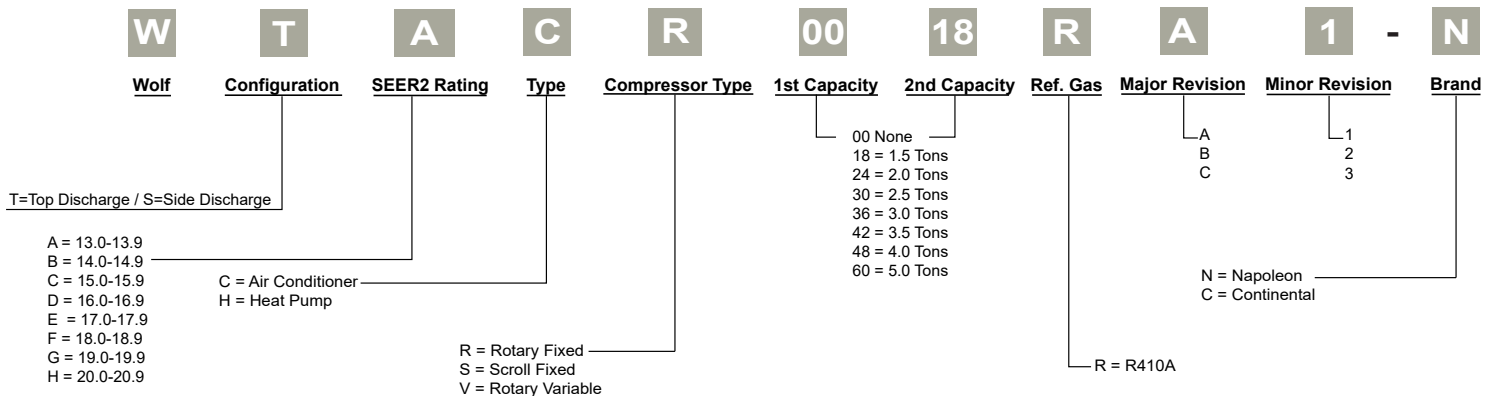 W T A C R 00 18 R A 1 - N
Wolf Configuration SEER2 Rating Type Compressor Type 1st Capacity 2nd Capacity Ref. Gas Major Revision Minor Revision Brand
T=Top Discharge / S=Side Discharge
A = 13.0-13.9
B = 14.0-14.9
C = 15.0-15.9
D = 16.0-16.9
E = 17.0-17.9
F = 18.0-18.9
G = 19.0-19.9
H = 20.0-20.9
C = Air Conditioner
H = Heat Pump
R = Rotary Fixed
S = Scroll Fixed
V = Rotary Variable
00 None
18 = 1.5 Tons
24 = 2.0 Tons
30 = 2.5 Tons
36 = 3.0 Tons
42 = 3.5 Tons
48 = 4.0 Tons
60 = 5.0 Tons
R = R410A
A
B
C
1
2
3
N = Napoleon
C = Continental